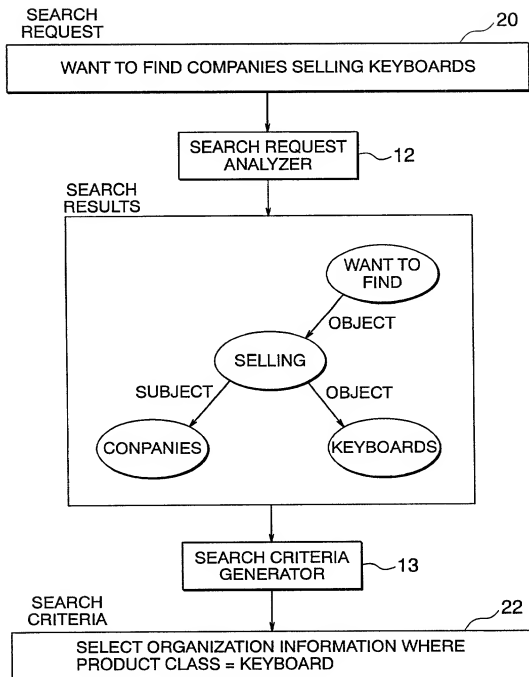 SEARCH
REQUEST
20
WANT TO FIND COMPANIES SELLING KEYBOARDS
SEARCH REQUEST
ANALYZER
12
SEARCH
RESULTS
WANT TO
FIND
OBJECT
SELLING
SUBJECT
OBJECT
CONPANIES
KEYBOARDS
SEARCH CRITERIA
GENERATOR
13
SEARCH
CRITERIA
22
SELECT ORGANIZATION INFORMATION WHERE
PRODUCT CLASS = KEYBOARD